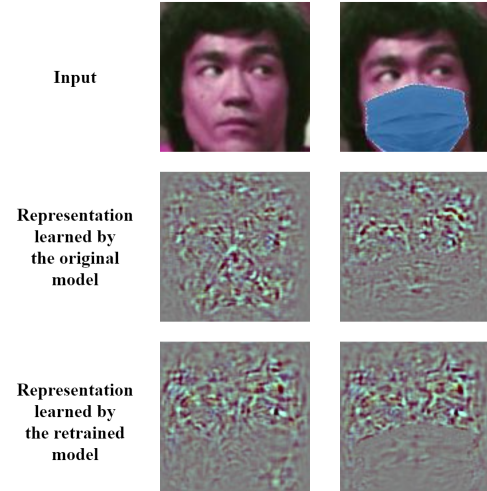 Input
Representation
learned by
the original
model
Representation
learned by
the retrained
model